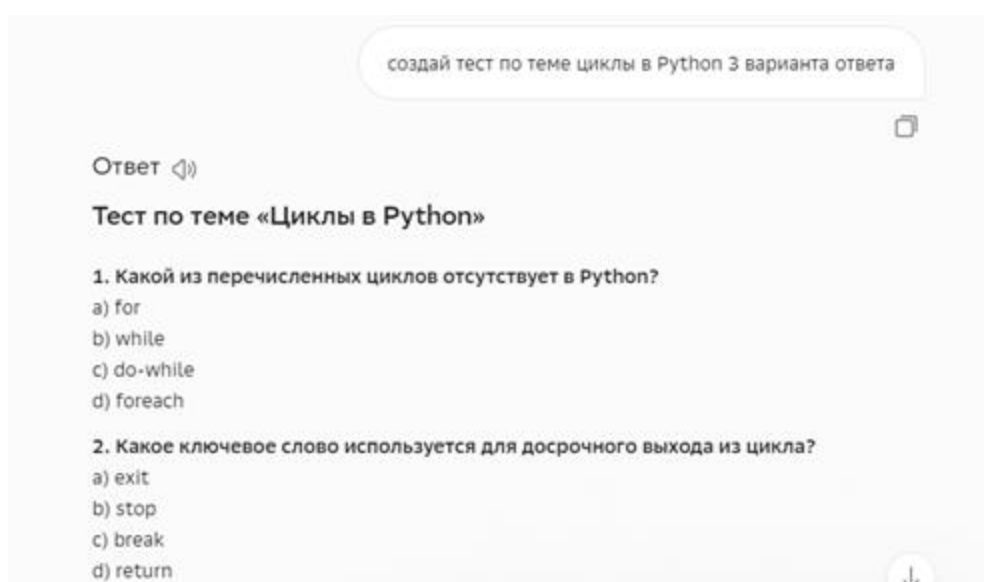 создай тест по теме циклы в Python 3 варианта ответа
Ответ
Тест по теме «Циклы в Python»
1. Какой из перечисленных циклов отсутствует в Python?
a) for
b) while
c) do-while
d) foreach
2. Какое ключевое слово используется для досрочного выхода из цикла?
a) exit
b) stop
c) break
d) return